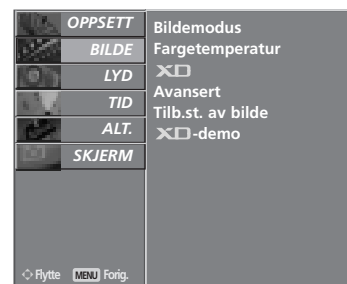 OPPSETT
BILDE
LYD
TID
ALT.
SKJERM
Flytte MENU Forig.
Bildemodus
Fargetemperatur
XD
Avansert
Tilb.st. av bilde
XD-demo